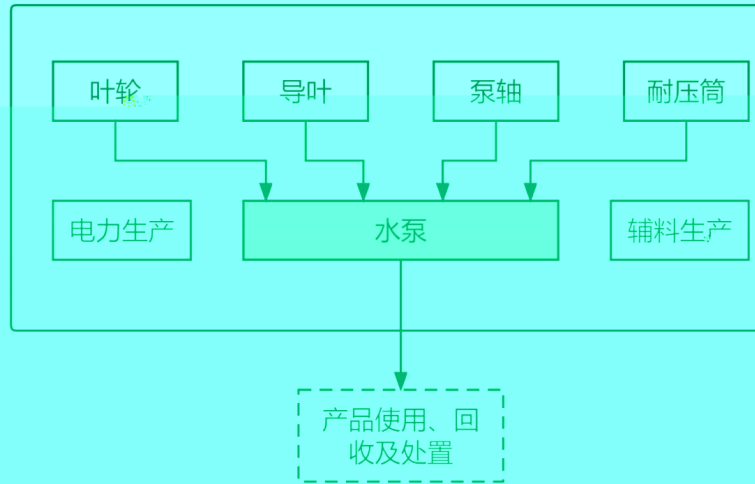 叶轮
导叶
泵轴
耐压筒
电力生产
水泵
辅料生产
产品使用、回
收及处置